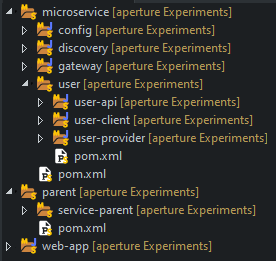 microservice [aperture Experiments]
config [aperture Experiments]
discovery [aperture Experiments]
gateway [aperture Experiments]
user [aperture Experiments]
user-api [aperture Experiments]
user-client [aperture Experiments]
user-provider [aperture Experiments]
pom.xml
pom.xml
parent [aperture Experiments]
service-parent [aperture Experiments]
pom.xml
web-app [aperture Experiments]